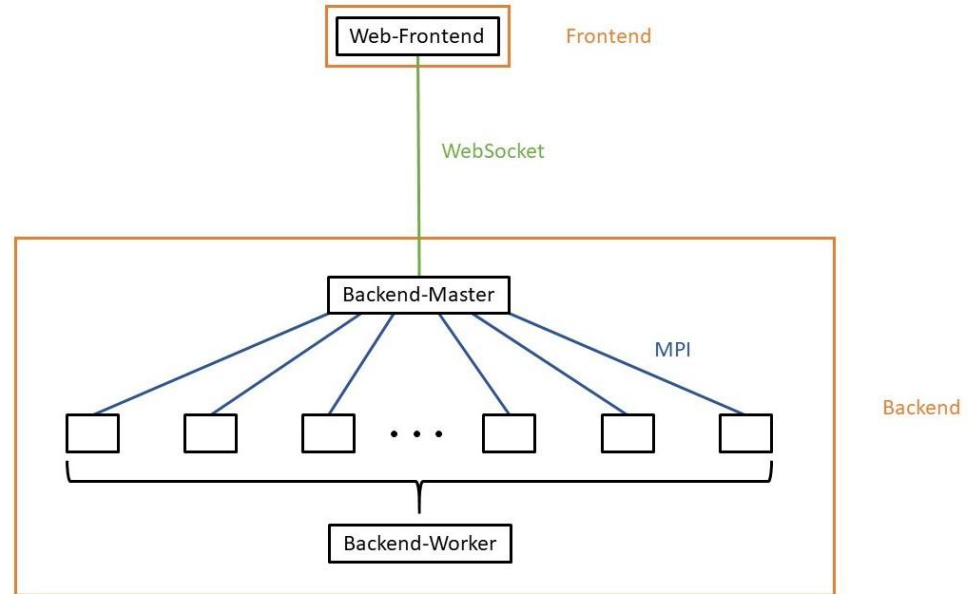 Web-Frontend
Frontend
WebSocket
Backend-Master
MPI
Backend
Backend-Worker